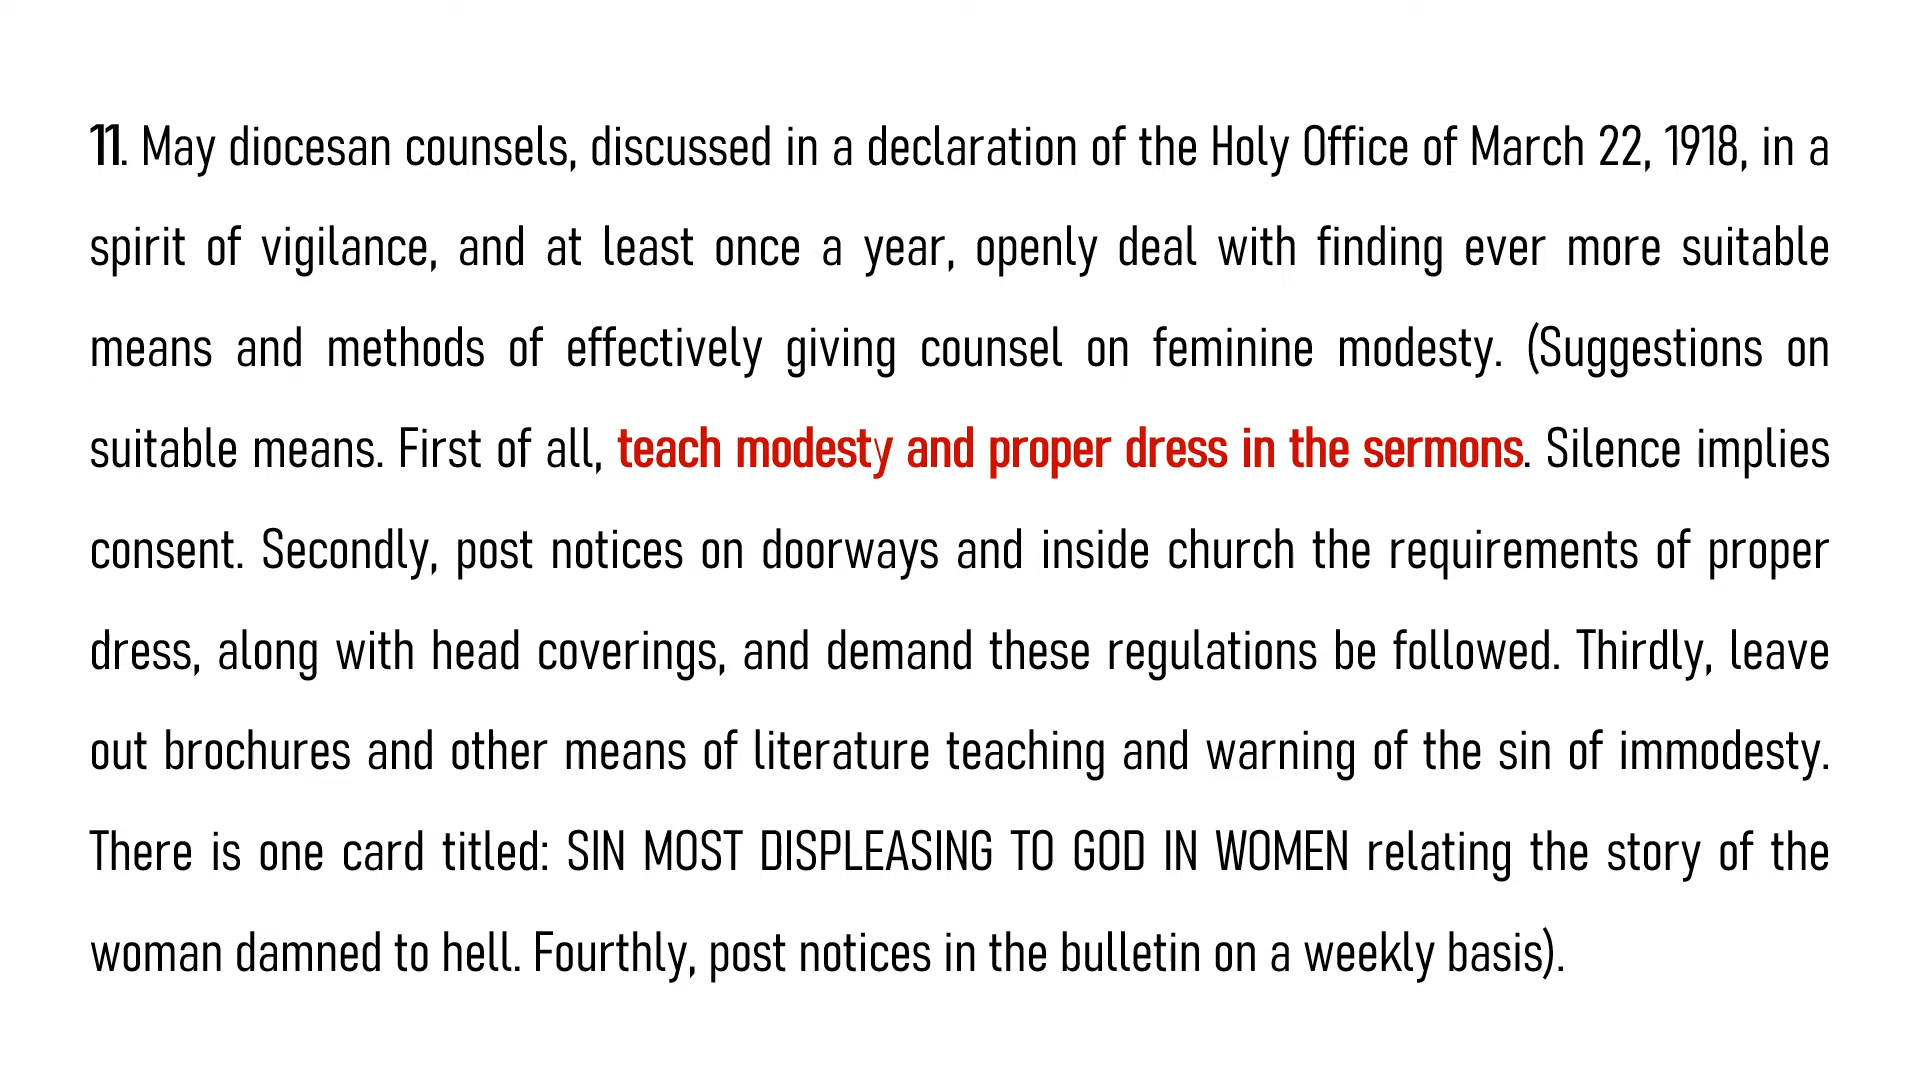 11. May diocesan counsels, discussed in a declaration of the Holy Office of March 22, 1918, in a
spirit of vigilance, and at least once a year, openly deal with finding ever more suitable
means and methods of effectively giving counsel on feminine modesty. (Suggestions on
suitable means. First of all, teach modesty and proper dress in the sermons. Silence implies
consent. Secondly, post notices on doorways and inside church the requirements of proper
dress, along with head coverings, and demand these regulations be followed. Thirdly, leave
out brochures and other means of literature teaching and warning of the sin of immodesty.
There is one card titled: SIN MOST DISPLEASING TO GOD IN WOMEN relating the story of the
woman damned to hell. Fourthly, post notices in the bulletin on a weekly basis).